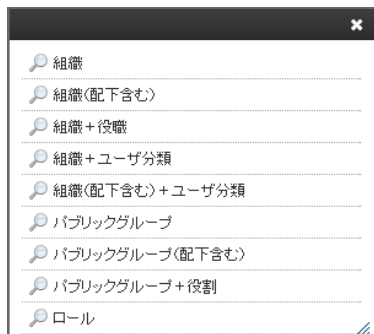 組織
組織(配下含む)
組織+役職
組織+ユーザ分類
組織(配下含む)+ユーザ分類
パブリックグループ
パブリックグループ(配下含む)
パブリックグループ+役割
ロール